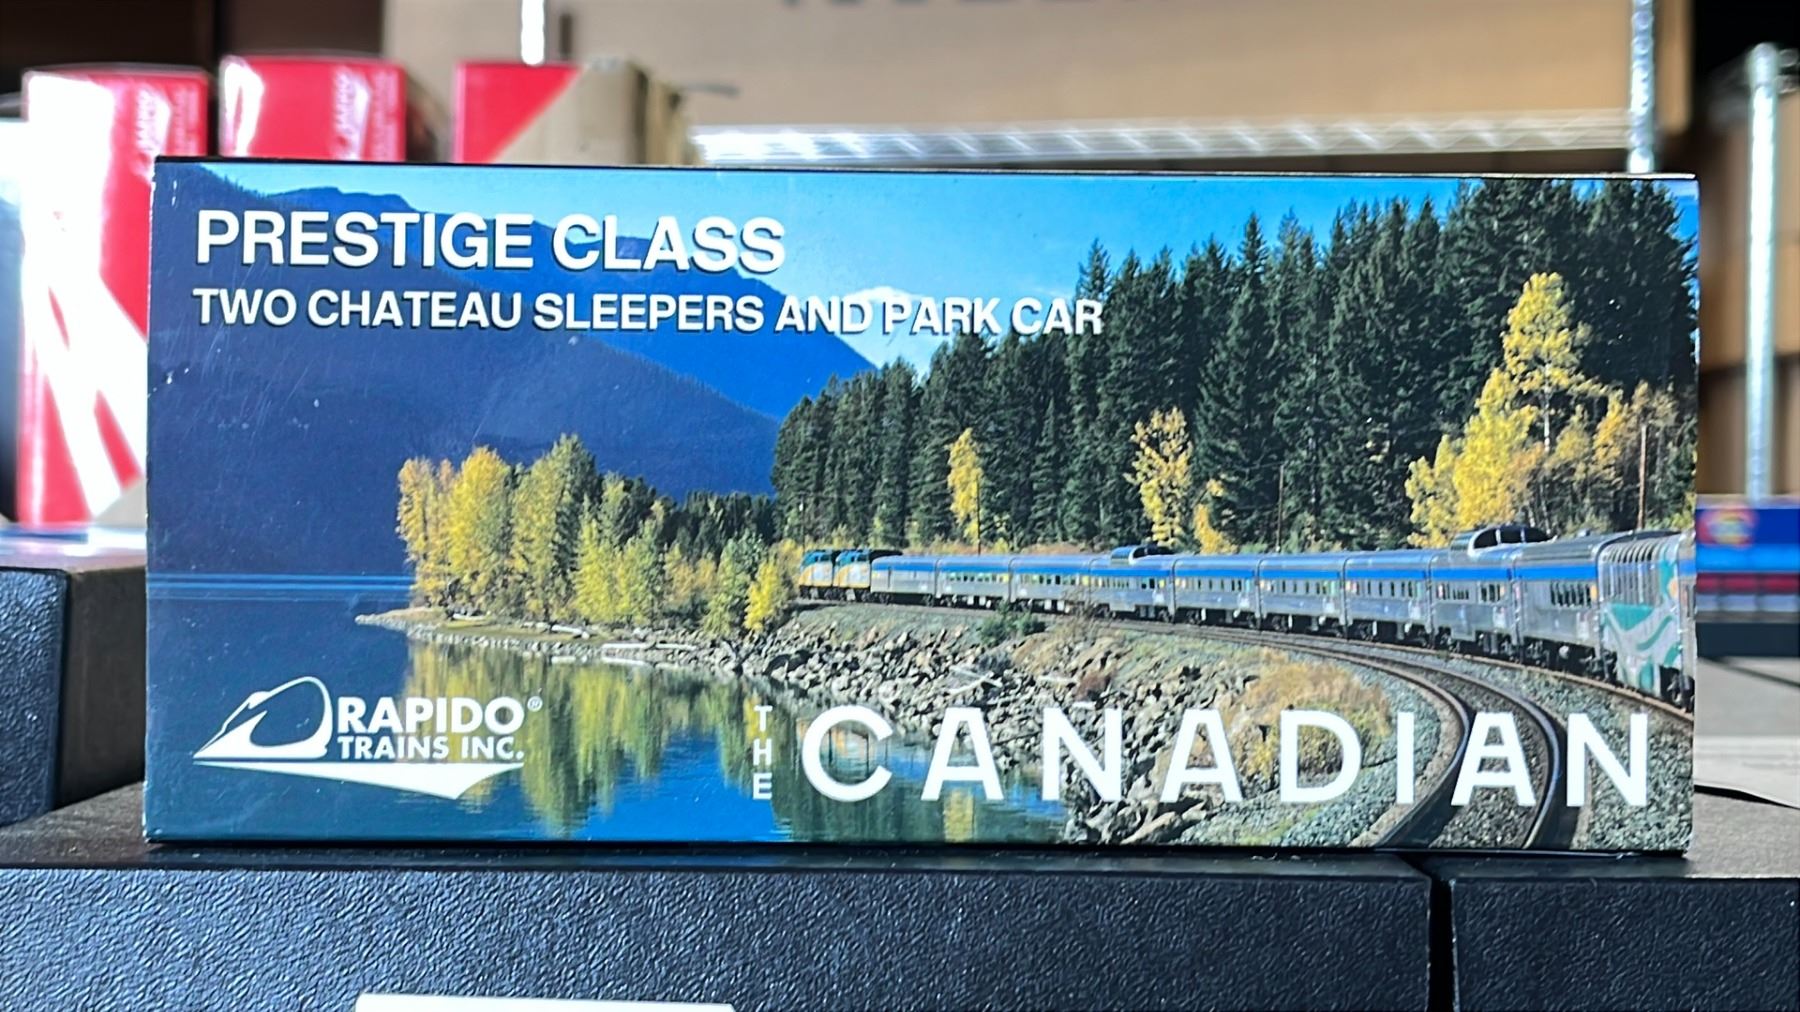 PRESTIGE CLASS
TWO CHATEAU SLEEPERS AND PARK CAR
RAPIDO®
TRAINS INC.
THE
CANADIAN